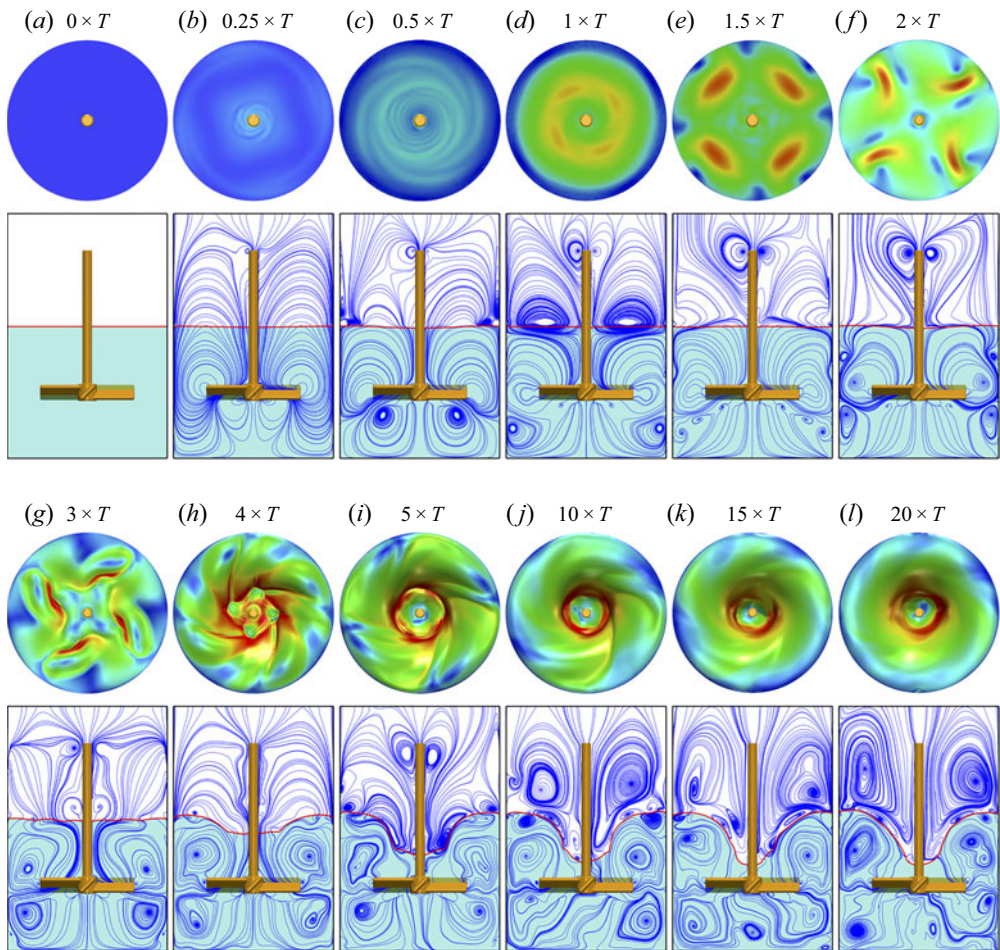 (a) 0 × T (b) 0.25 × T (c) 0.5 × T (d) 1 × T (e) 1.5 × T (f) 2 × T
(g) 3 × T (h) 4 × T (i) 5 × T (j) 10 × T (k) 15 × T (l) 20 × T